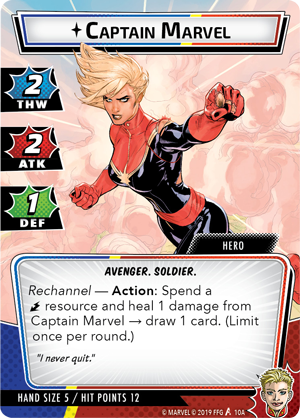 CAPTAIN MARVEL
2
THW
2
ATK
1
DEF
HERO
AVENGER. SOLDIER.
Rechannel — Action: Spend a
resource and heal 1 damage from
Captain Marvel → draw 1 card. (Limit
once per round.)
"I never quit."
HAND SIZE 5 / HIT POINTS 12
© MARVEL © 2019 FFG 10A